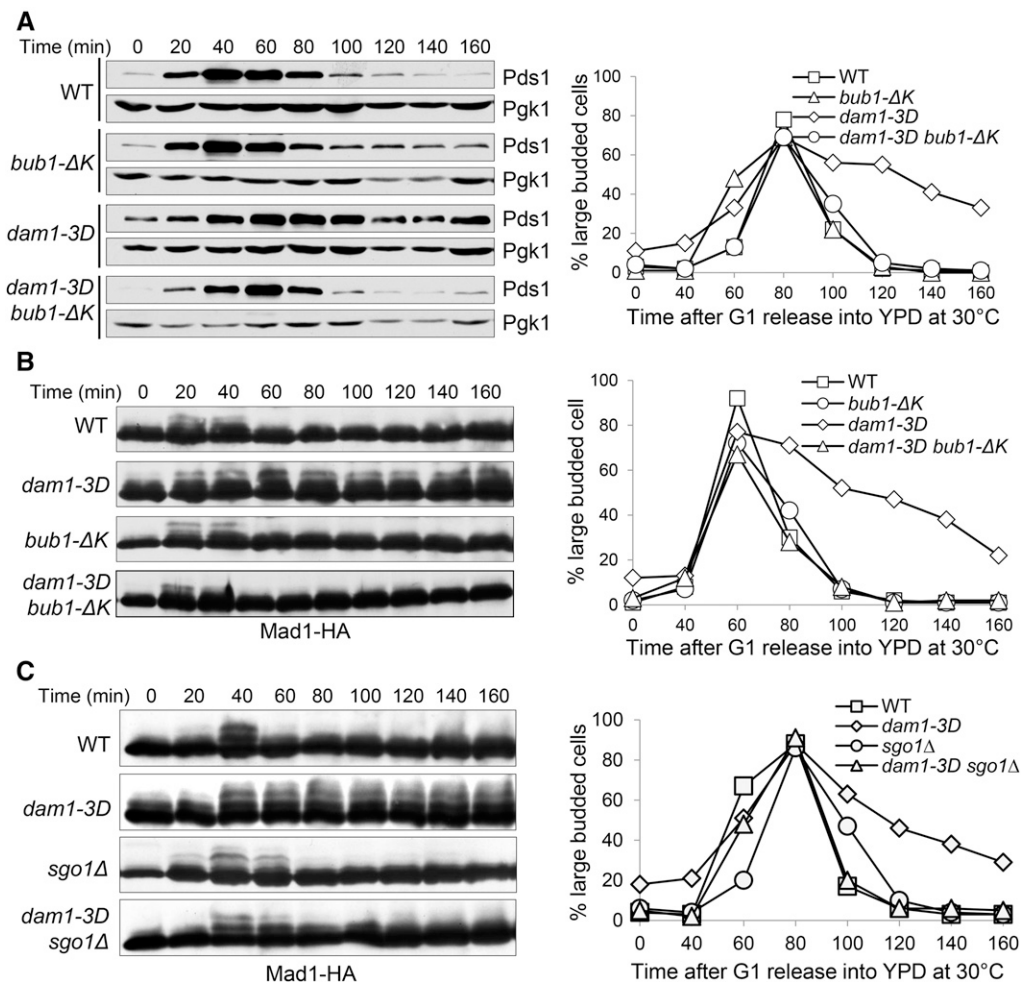 A
Time (min) 0 20 40 60 80 100 120 140 160
WT
Pds1
Pgk1
bub1-ΔK
Pds1
Pgk1
dam1-3D
Pds1
Pgk1
dam1-3D
bub1-ΔK
Pds1
Pgk1
% large budded cells
100
80
60
40
20
0
WT
bub1-ΔK
dam1-3D
dam1-3D bub1-ΔK
0 40 60 80 100 120 140 160
Time after G1 release into YPD at 30°C
B
Time (min) 0 20 40 60 80 100 120 140 160
WT
dam1-3D
bub1-ΔK
dam1-3D
bub1-ΔK
Mad1-HA
% large budded cell
100
80
60
40
20
0
WT
bub1-ΔK
dam1-3D
dam1-3D bub1-ΔK
0 40 60 80 100 120 140 160
Time after G1 release into YPD at 30°C
C
Time (min) 0 20 40 60 80 100 120 140 160
WT
dam1-3D
sgo1Δ
dam1-3D
sgo1Δ
Mad1-HA
% large budded cells
100
80
60
40
20
0
WT
dam1-3D
sgo1Δ
dam1-3D sgo1Δ
0 40 60 80 100 120 140 160
Time after G1 release into YPD at 30°C